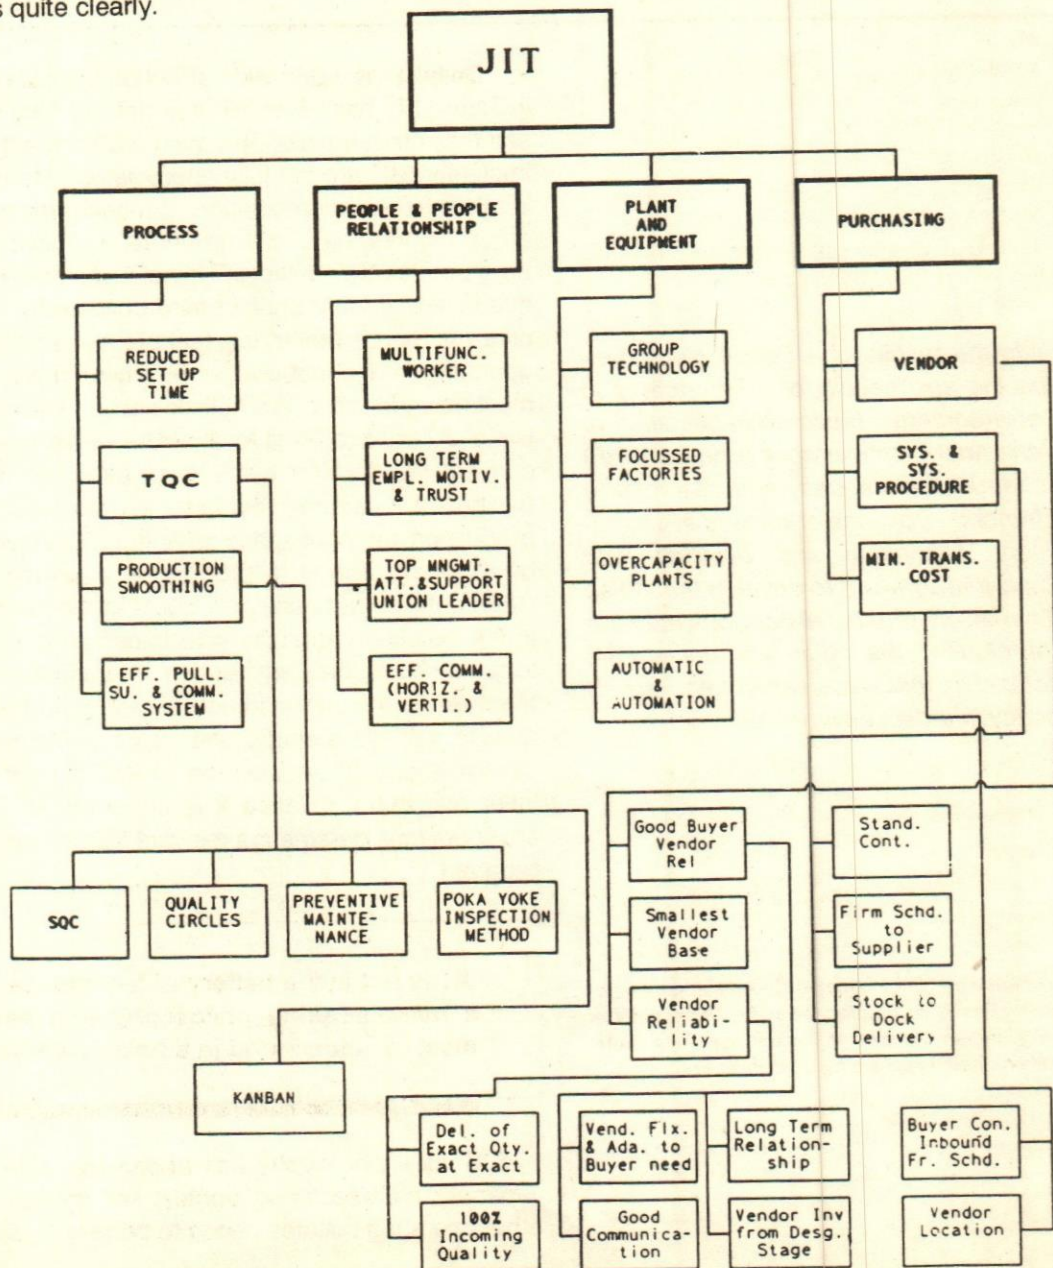 s quite clearly.
JIT
PROCESS
PEOPLE & PEOPLE
RELATIONSHIP
PLANT
AND
EQUIPMENT
PURCHASING
REDUCED
SET UP
TIME
TQC
PRODUCTION
SMOOTHING
EFF. PULL.
SU. & COMM.
SYSTEM
MULTIFUNC.
WORKER
LONG TERM
EMPL. MOTIV.
& TRUST
TOP MNGMT.
ATT.&SUPPORT
UNION LEADER
EFF. COMM.
(HORIZ. &
VERTI.)
GROUP
TECHNOLOGY
FOCUSSED
FACTORIES
OVERCAPACITY
PLANTS
AUTOMATIC
&
AUTOMATION
VENDOR
SYS. &
SYS.
PROCEDURE
MIN. TRANS.
COST
SQC
QUALITY
CIRCLES
PREVENTIVE
MAINTE-
NANCE
POKA YOKE
INSPECTION
METHOD
KANBAN
Good Buyer
Vendor
Rel
Smallest
Vendor
Base
Vendor
Reliabi-
lity
Stand.
Cont.
Firm Schd.
to
Supplier
Stock to
Dock
Delivery
Del. of
Exact Qty.
at Exact
100%
Incoming
Quality
Vend. Flx.
& Ada. to
Buyer need
Good
Communica-
tion
Long Term
Relation-
ship
Vendor Inv
from Desg.
Stage
Buyer Con.
Inbound
Fr. Schd.
Vendor
Location